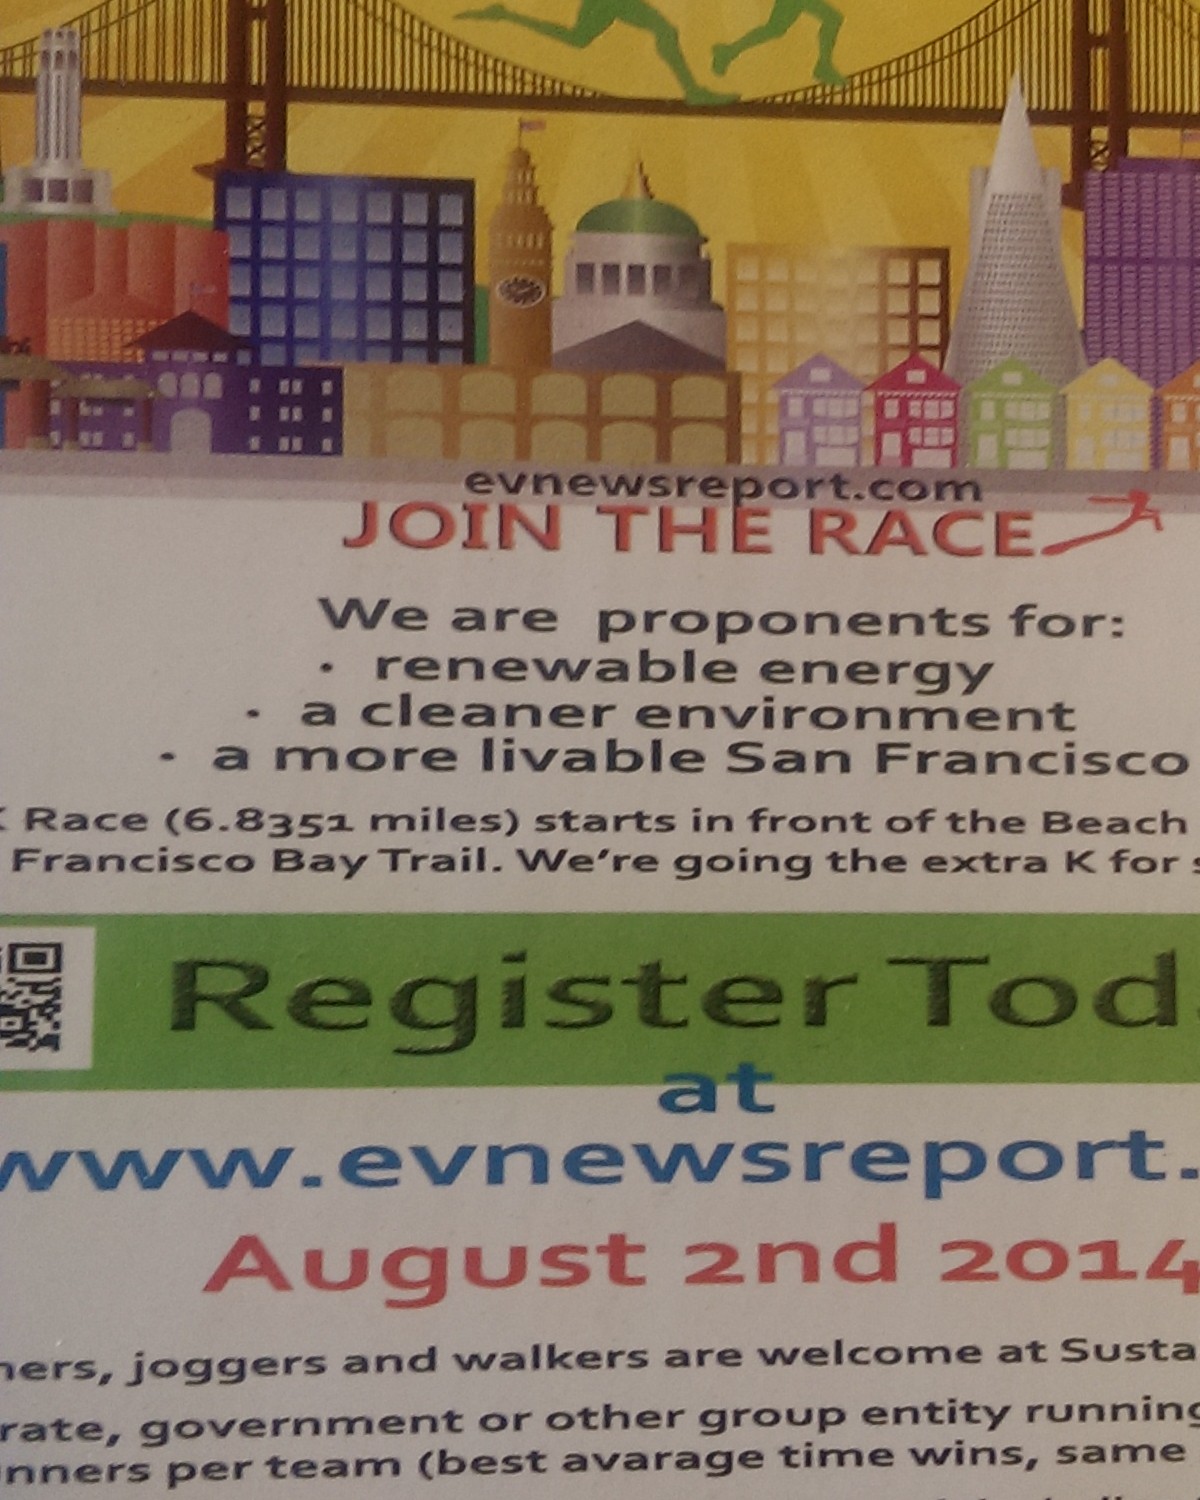 evnewsreport.com
JOIN THE RACE
We are proponents for:
· renewable energy
· a cleaner environment
· a more livable San Francisco
K Race (6.8351 miles) starts in front of the Beach
Francisco Bay Trail. We're going the extra K for s
Register Tod
at
www.evnewsreport.
August 2nd 2014
ners, joggers and walkers are welcome at Susta
rate, government or other group entity running
nners per team (best avarage time wins, same